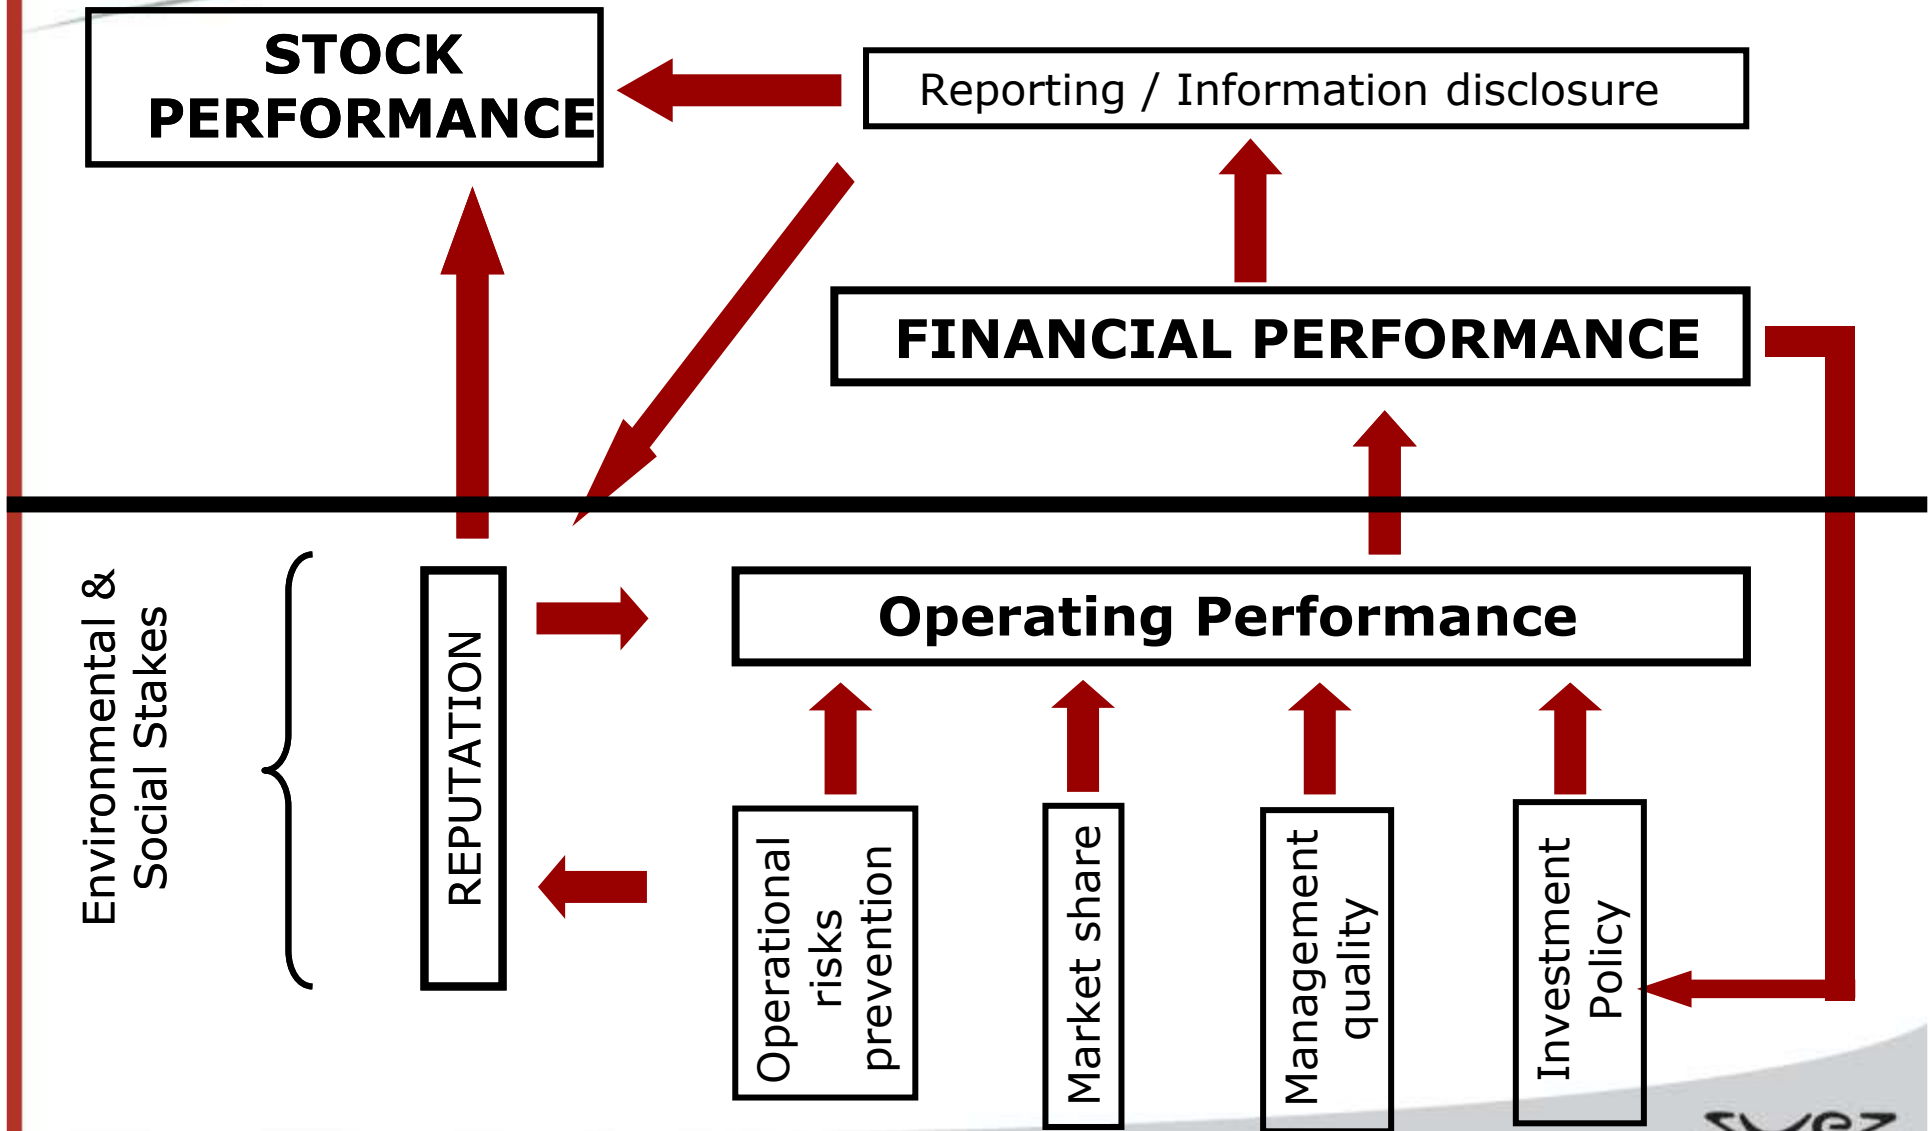 STOCK
PERFORMANCE
Reporting / Information disclosure
FINANCIAL PERFORMANCE
Environmental &
Social Stakes
REPUTATION
Operating Performance
Operational
risks
prevention
Market share
Management
quality
Investment
Policy